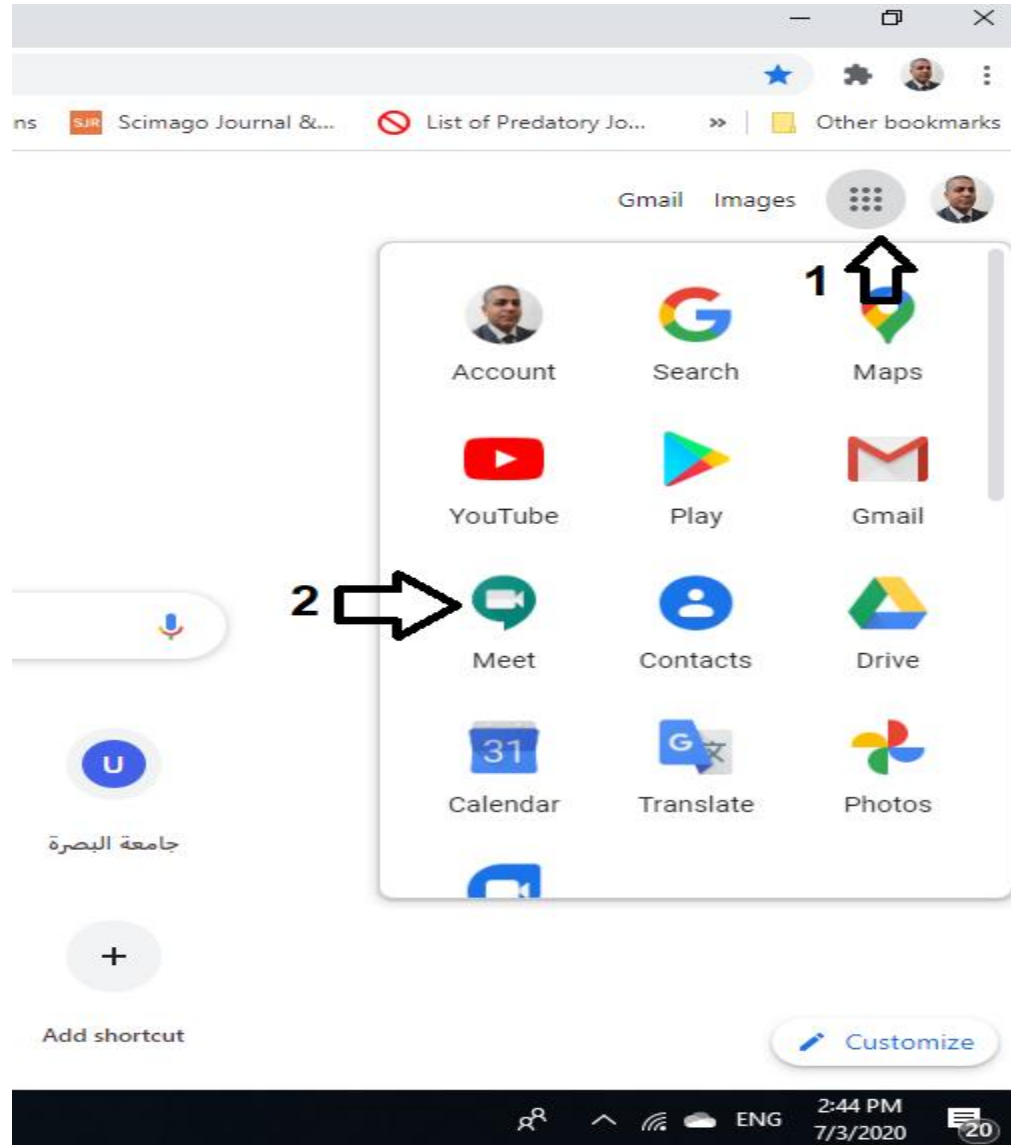 ns SJR Scimago Journal &... List of Predatory Jo... » Other bookmarks
Gmail Images
1
Account Search Maps
YouTube Play Gmail
2
Meet Contacts Drive
31 G
Calendar Translate Photos
U
جامعة البصرة
Add shortcut
Customize
ENG 2:44 PM
7/3/2020 20